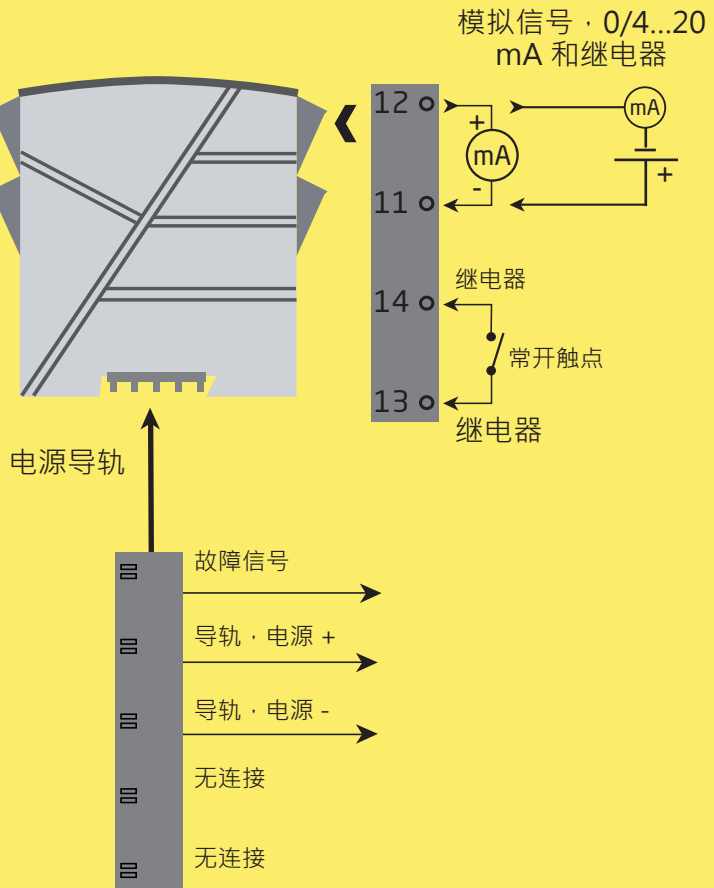 模拟信号，0/4...20
mA 和继电器
12
+
mA
-
mA
+
11
继电器
14
常开触点
13
继电器
电源导轨
故障信号
导轨，电源 +
导轨，电源 -
无连接
无连接